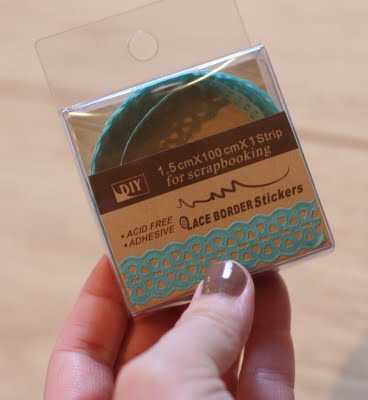 1.5cmX100cmX1Strip
for scrapbooking
DIY
LACE BORDER Stickers
• ACID FREE
• ADHESIVE